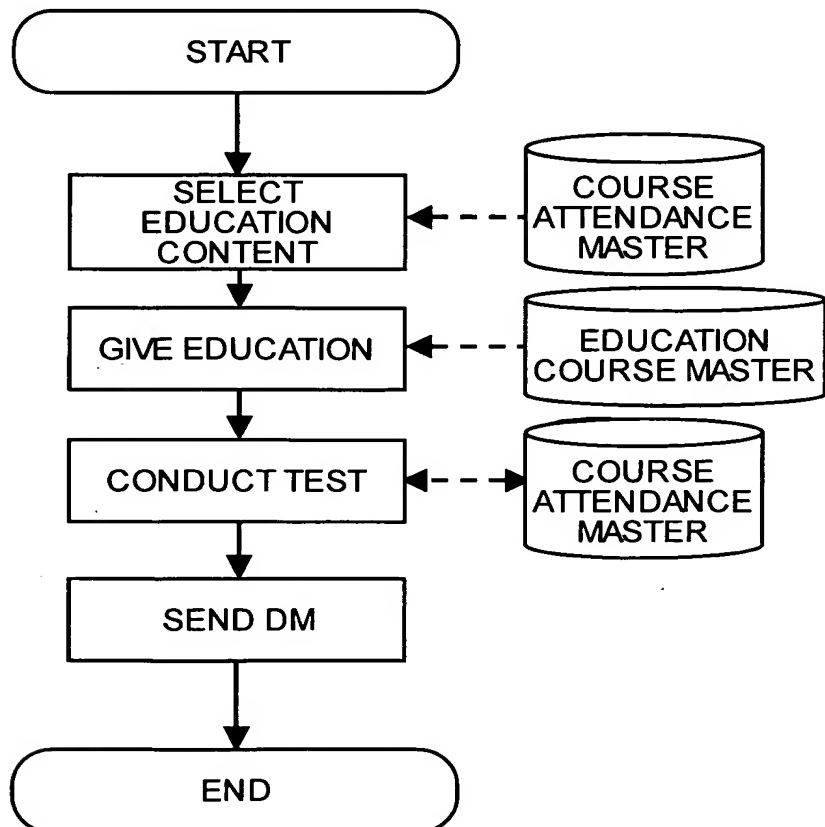 START
SELECT
EDUCATION
CONTENT
COURSE
ATTENDANCE
MASTER
GIVE EDUCATION
EDUCATION
COURSE MASTER
CONDUCT TEST
COURSE
ATTENDANCE
MASTER
SEND DM
END